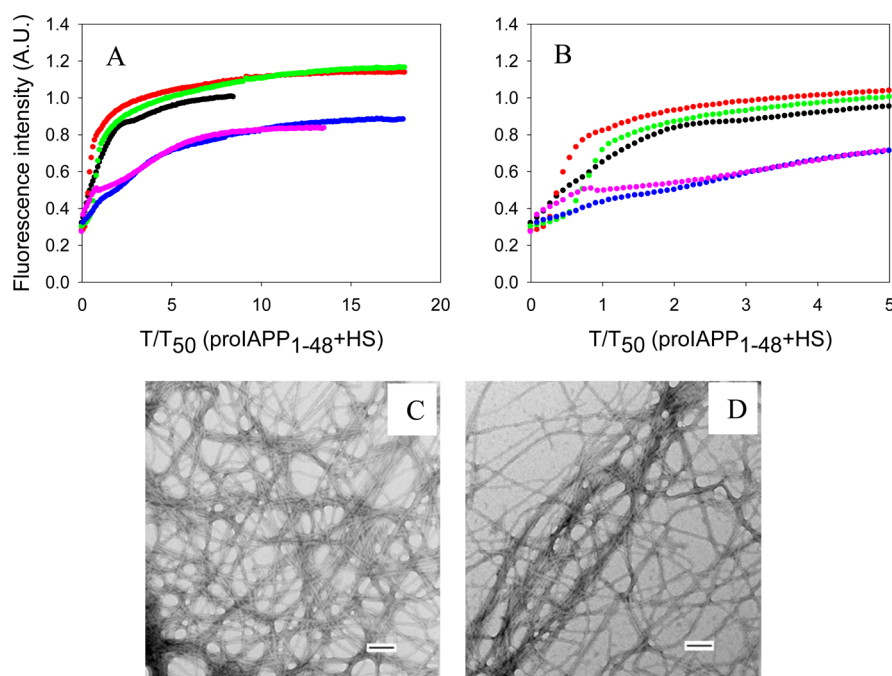 Fluorescence intensity (A.U.)
1.4
1.2
1.0
0.8
0.6
0.4
0.2
0.0
A
0 5 10 15 20
T/T50 (proIAPP1-48+HS)
1.4
1.2
1.0
0.8
0.6
0.4
0.2
0.0
B
0 1 2 3 4 5
T/T50 (proIAPP1-48+HS)
C
D